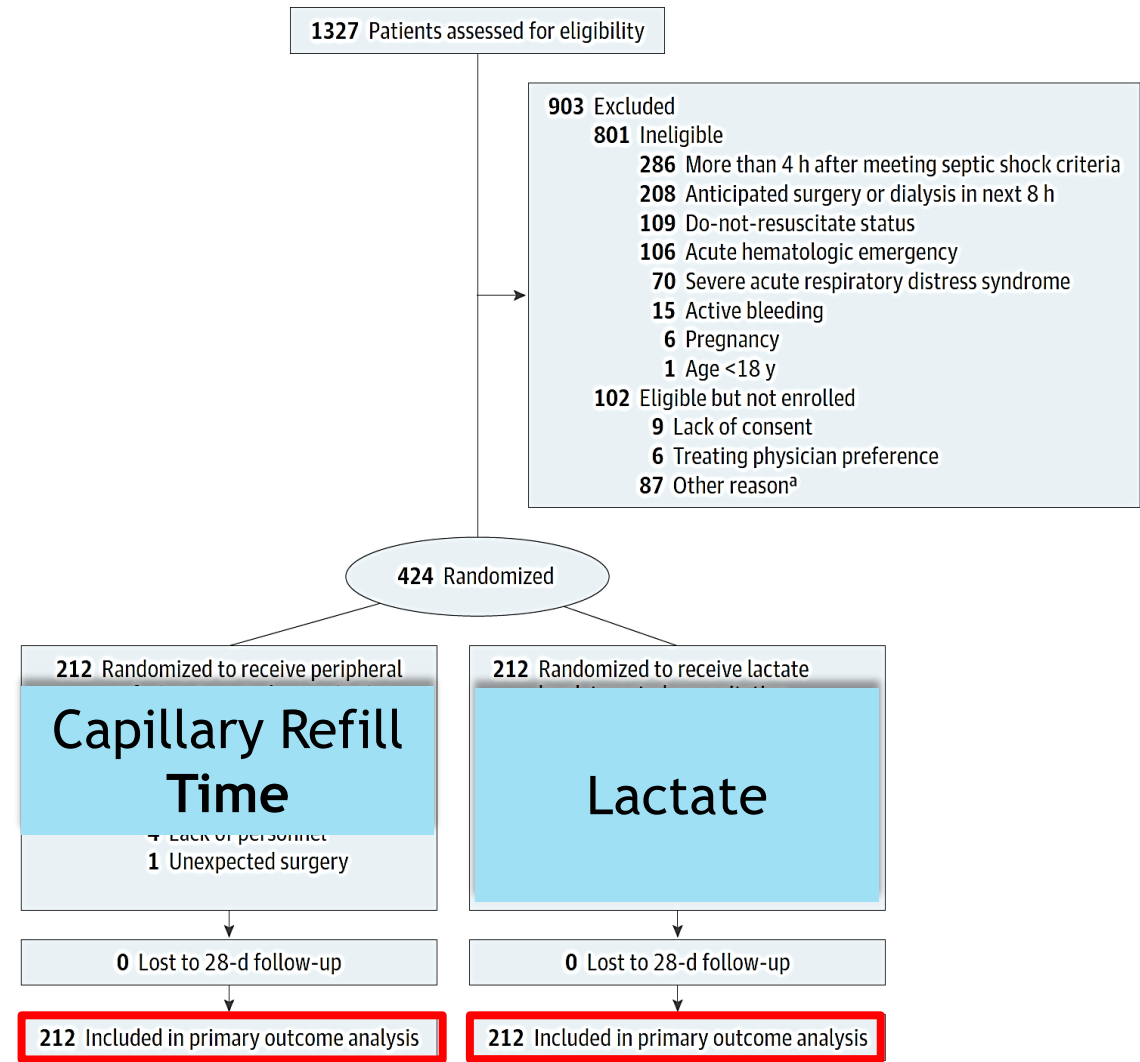 1327 Patients assessed for eligibility
903 Excluded
801 Ineligible
286 More than 4 h after meeting septic shock criteria
208 Anticipated surgery or dialysis in next 8 h
109 Do-not-resuscitate status
106 Acute hematologic emergency
70 Severe acute respiratory distress syndrome
15 Active bleeding
6 Pregnancy
1 Age <18 y
102 Eligible but not enrolled
9 Lack of consent
6 Treating physician preference
87 Other reasonᵃ
424 Randomized
212 Randomized to receive peripheral
Capillary Refill
Time
4 Lack of personnel
1 Unexpected surgery
212 Randomized to receive lactate
Lactate
0 Lost to 28-d follow-up
0 Lost to 28-d follow-up
212 Included in primary outcome analysis
212 Included in primary outcome analysis